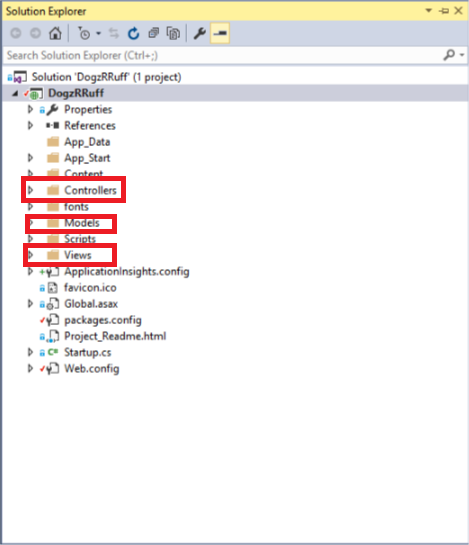 Solution Explorer
Search Solution Explorer (Ctrl+;)
Solution 'DogzRRuff' (1 project)
DogzRRuff
Properties
References
App_Data
App_Start
Content
Controllers
fonts
Models
Scripts
Views
ApplicationInsights.config
favicon.ico
Global.asax
packages.config
Project_Readme.html
C# Startup.cs
Web.config